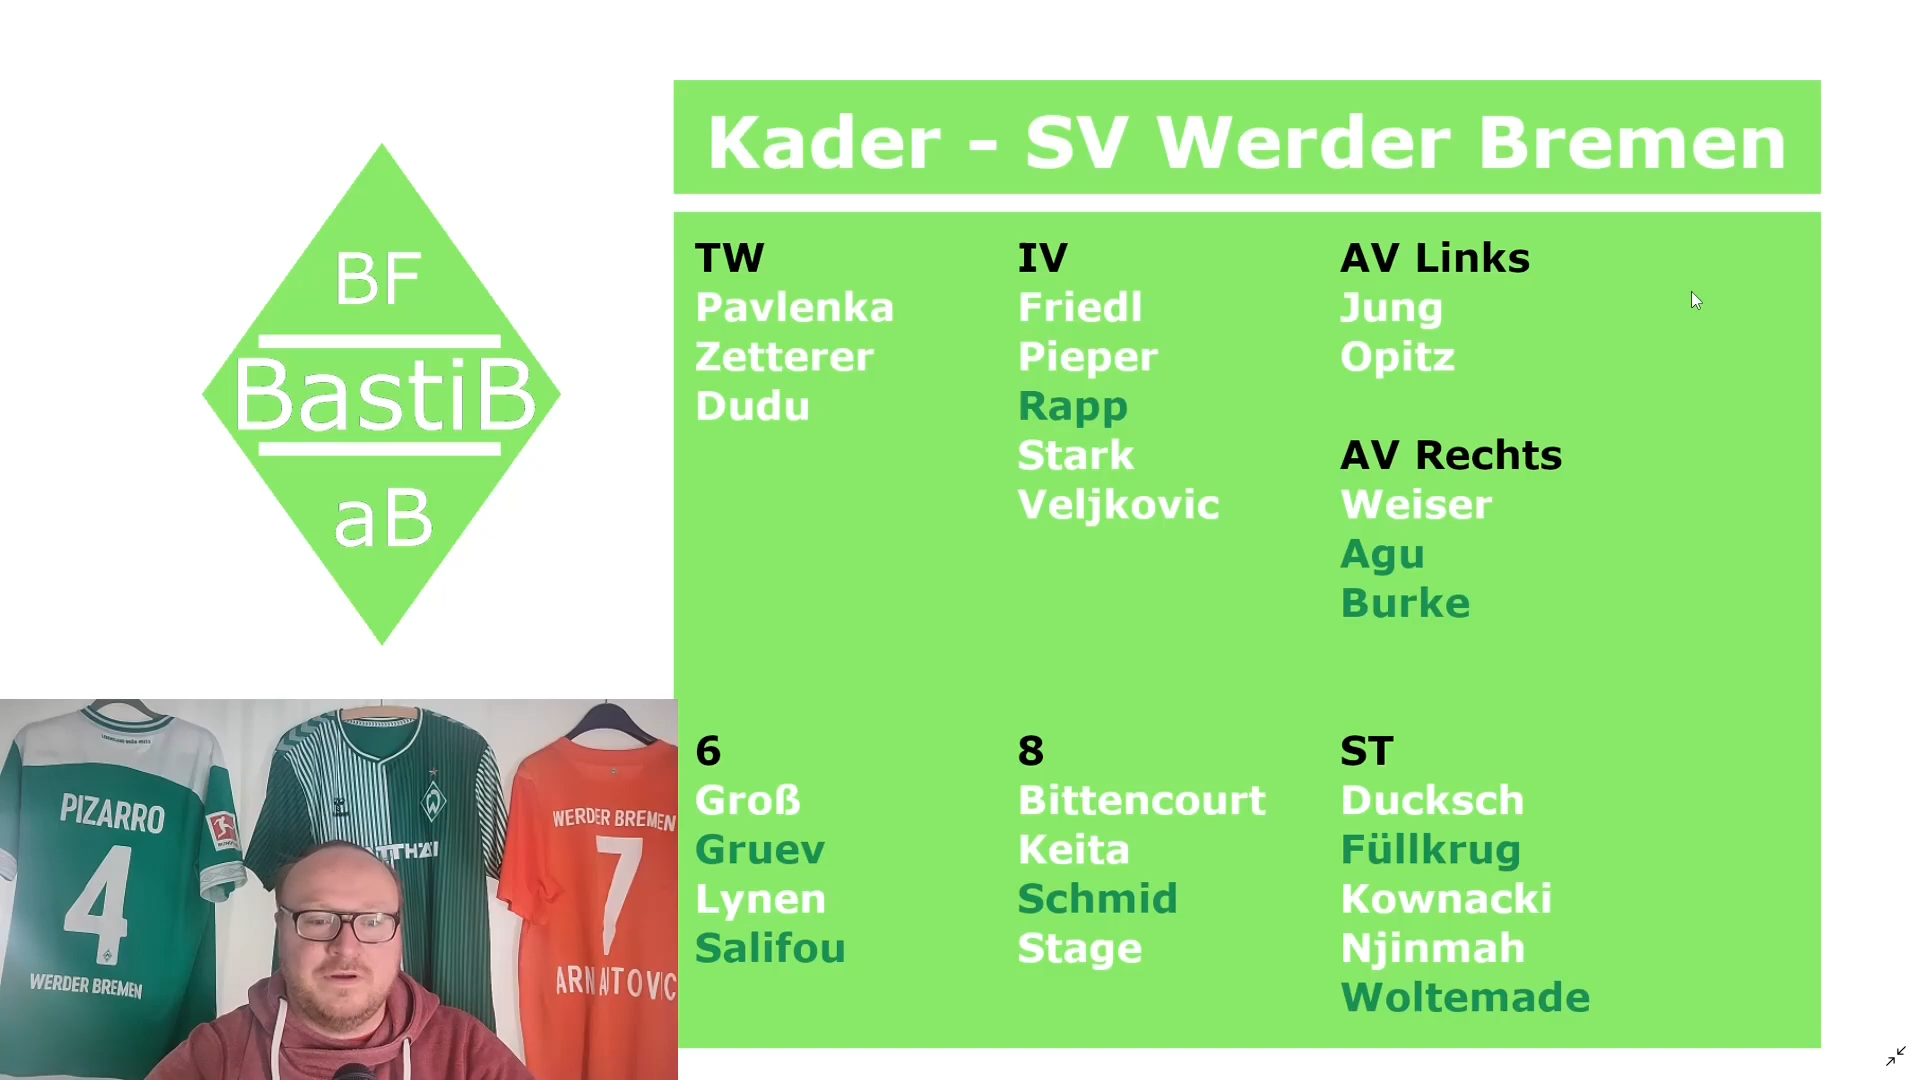 Kader - SV Werder Bremen
BF
BastiB
aB
TW
Pavlenka
Zetterer
Dudu
IV
Friedl
Pieper
Rapp
Stark
Veljkovic
AV Links
Jung
Opitz
AV Rechts
Weiser
Agu
Burke
6
Groß
Gruev
Lynen
Salifou
8
Bittencourt
Keita
Schmid
Stage
ST
Ducksch
Füllkrug
Kownacki
Njinmah
Woltemade
PIZARRO
4
WERDER BREMEN
WERDER BREMEN
7